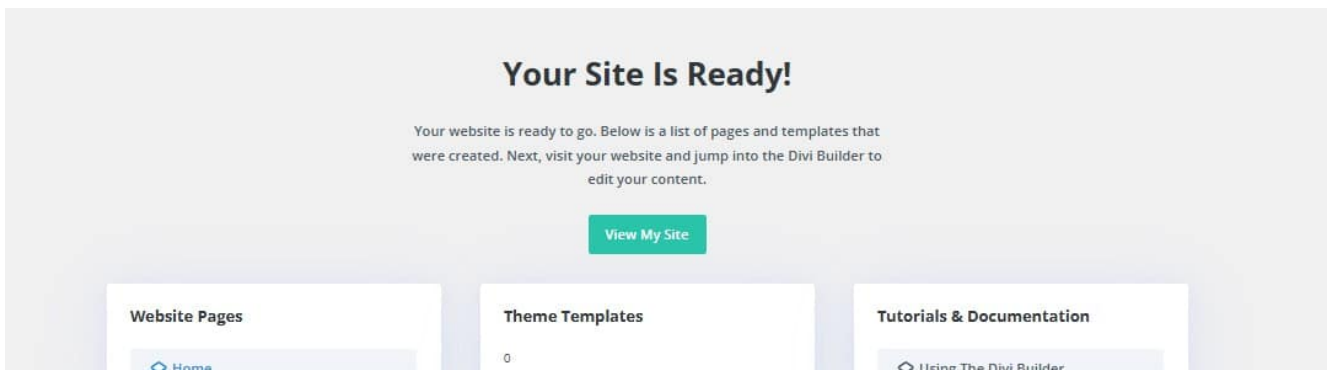 Your Site Is Ready!
Your website is ready to go. Below is a list of pages and templates that
were created. Next, visit your website and jump into the Divi Builder to
edit your content.
View My Site
Website Pages
Theme Templates
Tutorials & Documentation
Home
0
Using The Divi Builder